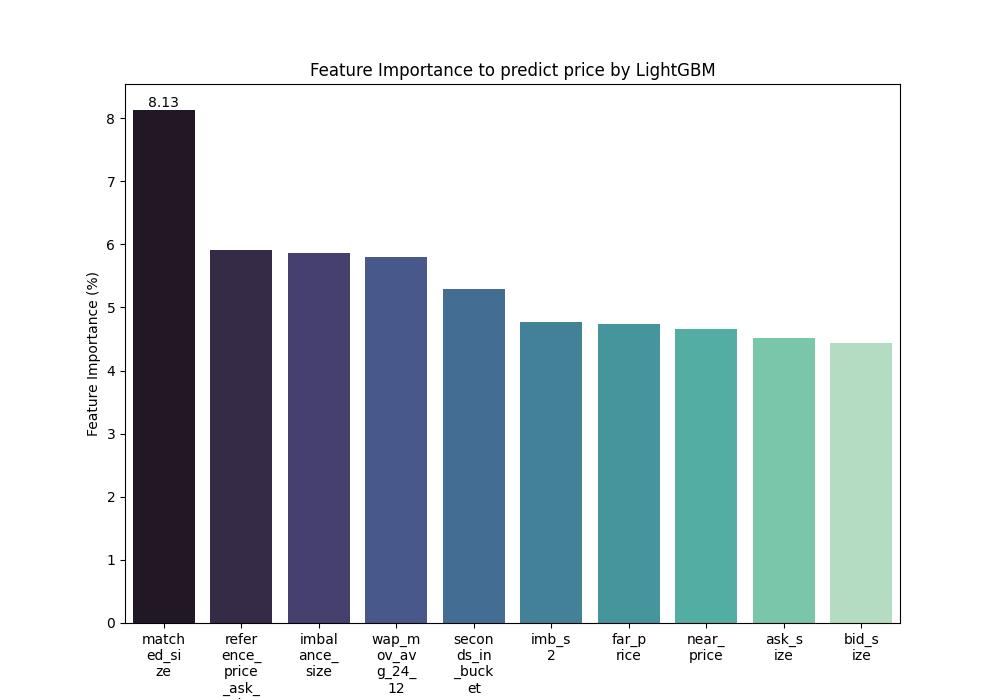 Feature Importance to predict price by LightGBM
8.13
8
7
6
5
4
3
2
1
0
Feature Importance (%)
match
ed_si
ze
refer
ence_
price
_ask_
imbal
ance_
size
wap_m
ov_av
g_24_
12
secon
ds_in
_buck
et
imb_s
2
far_p
rice
near_
price
ask_s
ize
bid_s
ize